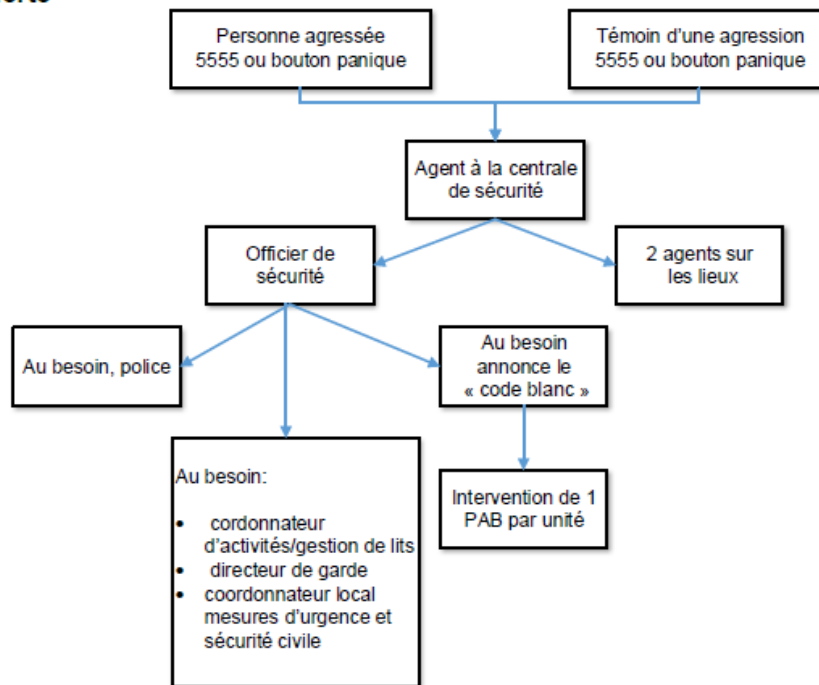 Personne agressée
5555 ou bouton panique
Témoin d'une agression
5555 ou bouton panique
Agent à la centrale
de sécurité
Officier de
sécurité
2 agents sur
les lieux
Au besoin, police
Au besoin
annonce le
« code blanc »
Au besoin:
• cordonnateur
d'activités/gestion de lits
• directeur de garde
• coordonnateur local
mesures d'urgence et
sécurité civile
Intervention de 1
PAB par unité